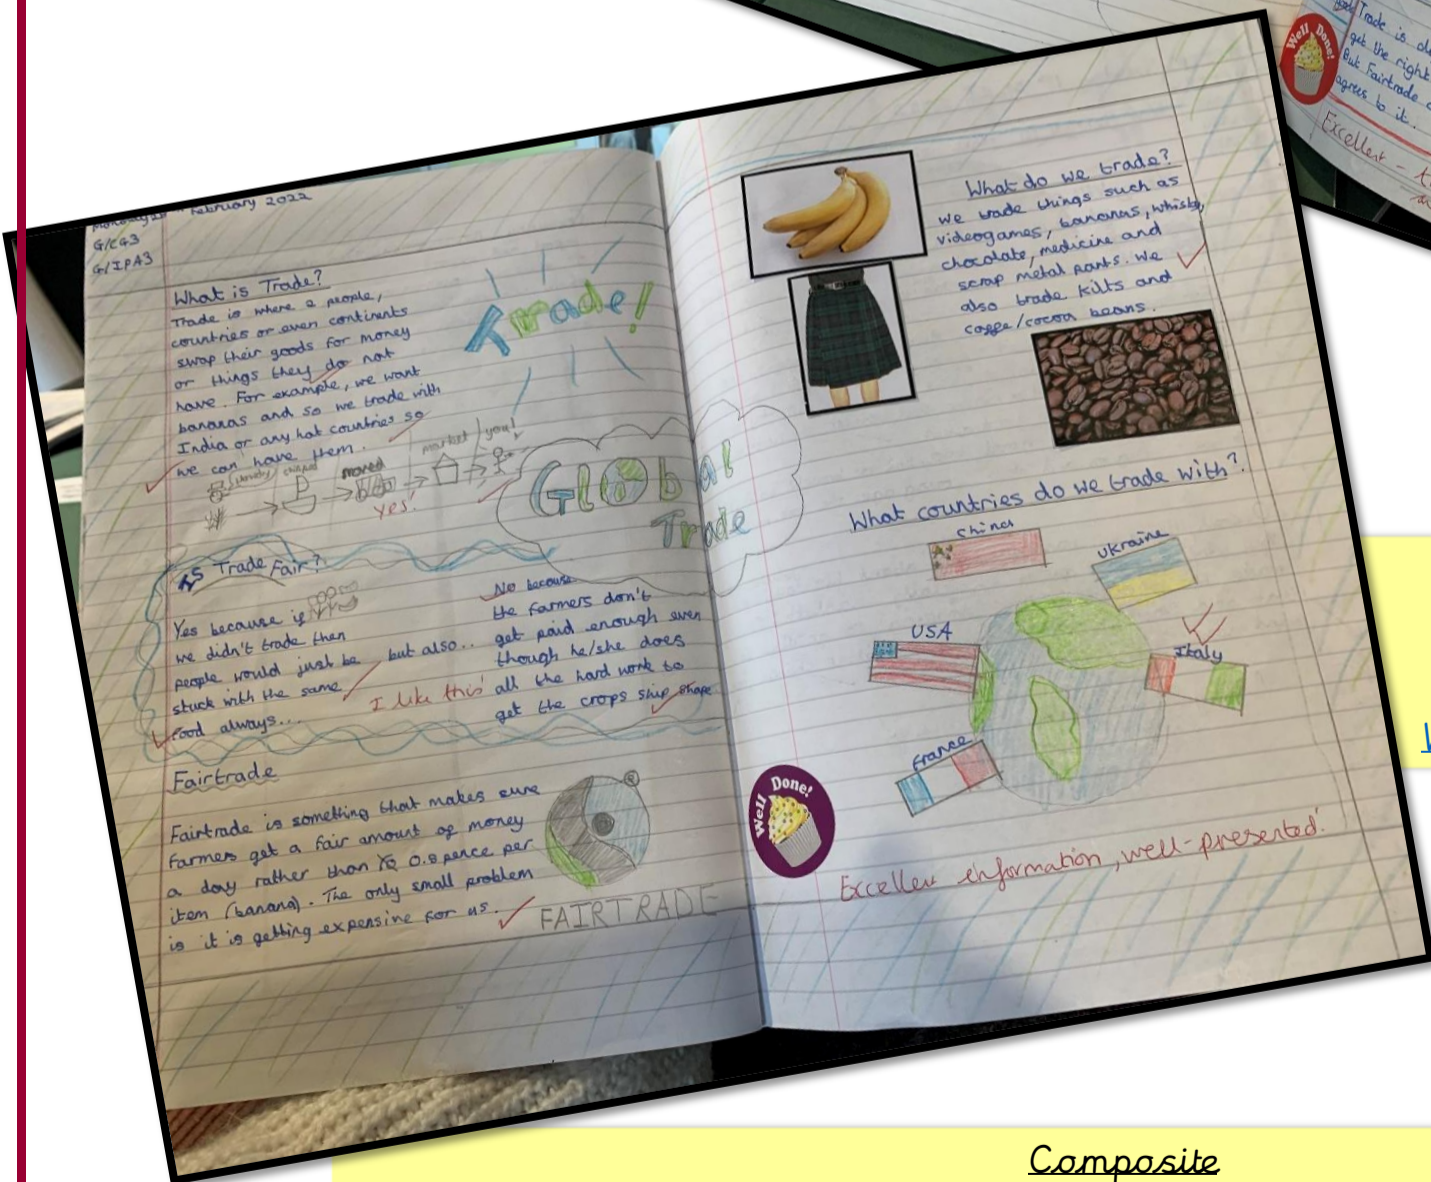 February 2022
G/CG3
G/IPA3
What is Trade?
Trade is where a people,
countries or even continents
swap their goods for money
or things they do not
have. For example, we want
bananas and so we trade with
India or any hot countries so
we can have them.
moved
market
you!
yes!
Trade!
Global
Trade
Is Trade Fair?
Yes because if
we didn't trade then
people would just be
stuck with the same
food always...
but also...
I like this!
No because
the farmers don't
get paid enough even
though he/she does
all the hard work to
get the crops ship shape
Fairtrade
Fairtrade is something that makes sure
farmers get a fair amount of money
a day rather than 0.8 pence per
item (banana). The only small problem
is it is getting expensive for us.
FAIRTRADE
What do we trade?
we trade things such as
videogames, bananas, whisky,
chocolate, medicine and
scrap metal parts. We
also trade kilts and
coffe/cocoa beans.
What countries do we trade with?
China
Ukraine
USA
Italy
France
Well Done!
Excellent information, well-presented!
Well Done!
Trade is
get the right
But Fairtrade
agrees to it.
Excellent -
Composite